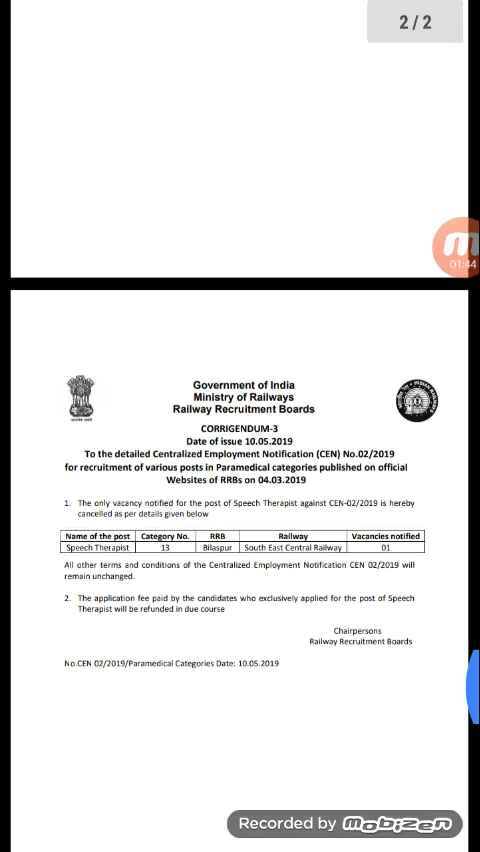 2 / 2
01:44
Government of India
Ministry of Railways
Railway Recruitment Boards
CORRIGENDUM-3
Date of issue 10.05.2019
To the detailed Centralized Employment Notification (CEN) No.02/2019
for recruitment of various posts in Paramedical categories published on official
Websites of RRBs on 04.03.2019
1. The only vacancy notified for the post of Speech Therapist against CEN-02/2019 is hereby
cancelled as per details given below
Name of the post Category No. RRB Railway Vacancies notified
Speech Therapist 13 Bilaspur South East Central Railway 01
All other terms and conditions of the Centralized Employment Notification CEN 02/2019 will
remain unchanged.
2. The application fee paid by the candidates who exclusively applied for the post of Speech
Therapist will be refunded in due course
Chairpersons
Railway Recruitment Boards
No.CEN 02/2019/Paramedical Categories Date: 10.05.2019
Recorded by Mobizen